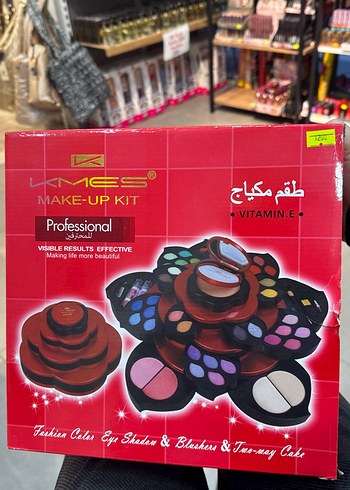 KMES®
MAKE-UP KIT
Professional
للمحترفين
VISIBLE RESULTS EFFECTIVE
Making life more beautiful
طقم مكياج
• VITAMIN.E •
Fashion Color Eye Shadow & Blushers & Two-way Cake